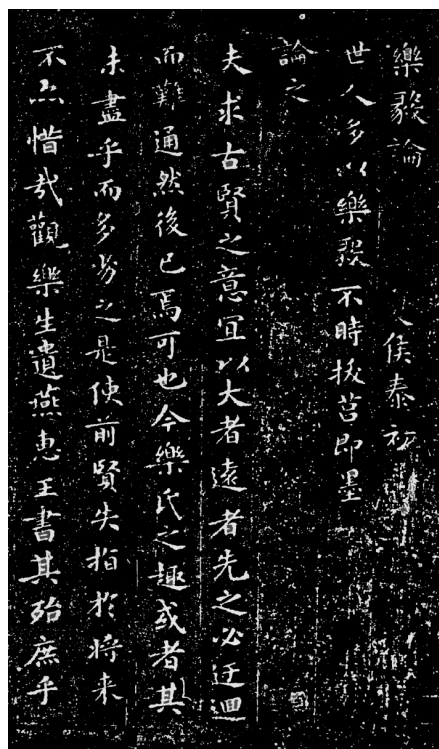 樂毅論　　　　侯泰初
世人多以樂毅不時拔莒即墨
論之
夫求古賢之意宜以大者遠者先之必迂迴
而難通然後已焉可也今樂氏之趣或者其
未盡乎而多劣之是使前賢失指於將来
不亦惜哉觀樂生遺燕惠王書其殆庶乎